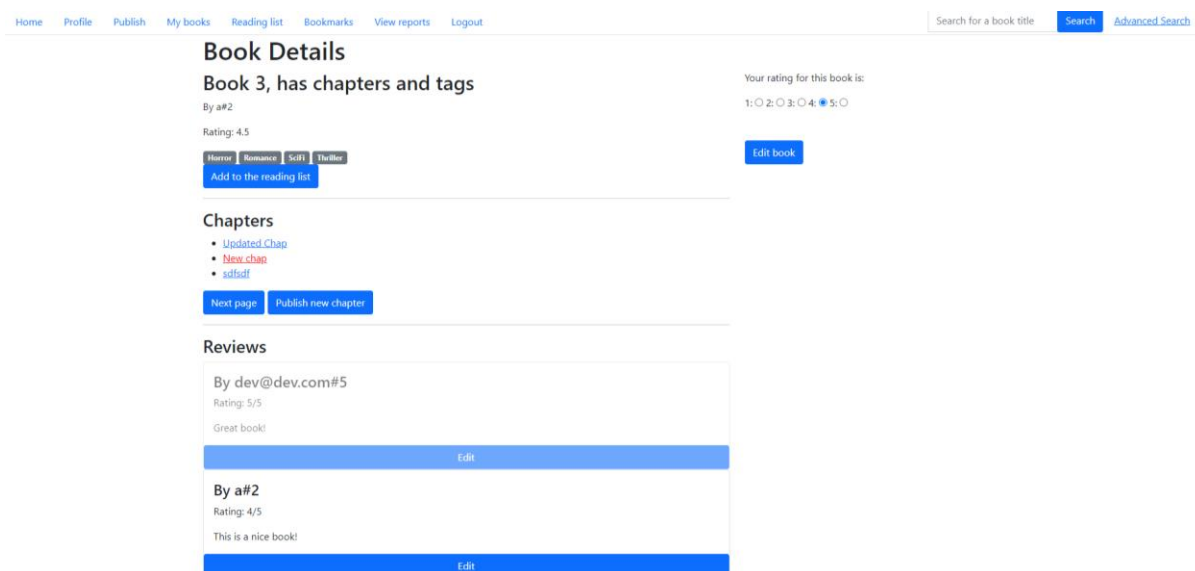 Home Profile Publish My books Reading list Bookmarks View reports Logout Search for a book title Search Advanced Search
Book Details
Book 3, has chapters and tags
By a#2
Rating: 4.5
Horror Romance SciFi Thriller
Add to the reading list
Your rating for this book is:
1: 2: 3: 4: 5:
Edit book
Chapters
Updated Chap
New chap
sdfsdf
Next page Publish new chapter
Reviews
By dev@dev.com#5
Rating: 5/5
Great book!
Edit
By a#2
Rating: 4/5
This is a nice book!
Edit